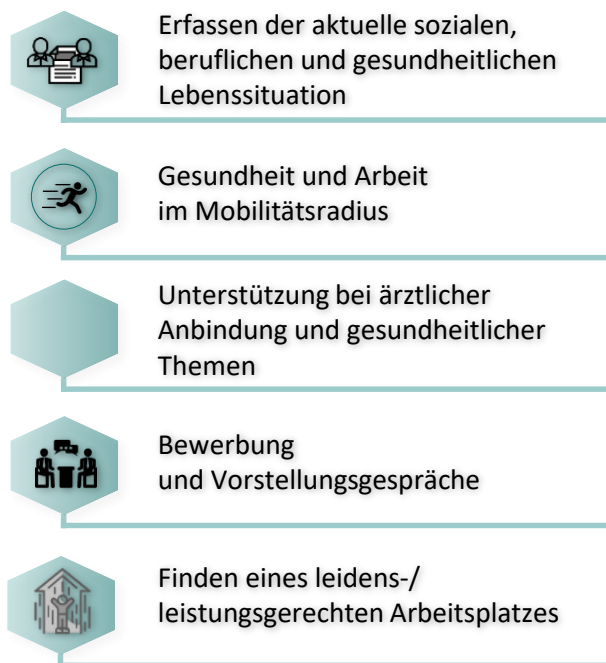 Erfassen der aktuelle sozialen,
beruflichen und gesundheitlichen
Lebenssituation
Gesundheit und Arbeit
im Mobilitätsradius
Unterstützung bei ärztlicher
Anbindung und gesundheitlicher
Themen
Bewerbung
und Vorstellungsgespräche
Finden eines leidens-/
leistungsgerechten Arbeitsplatzes